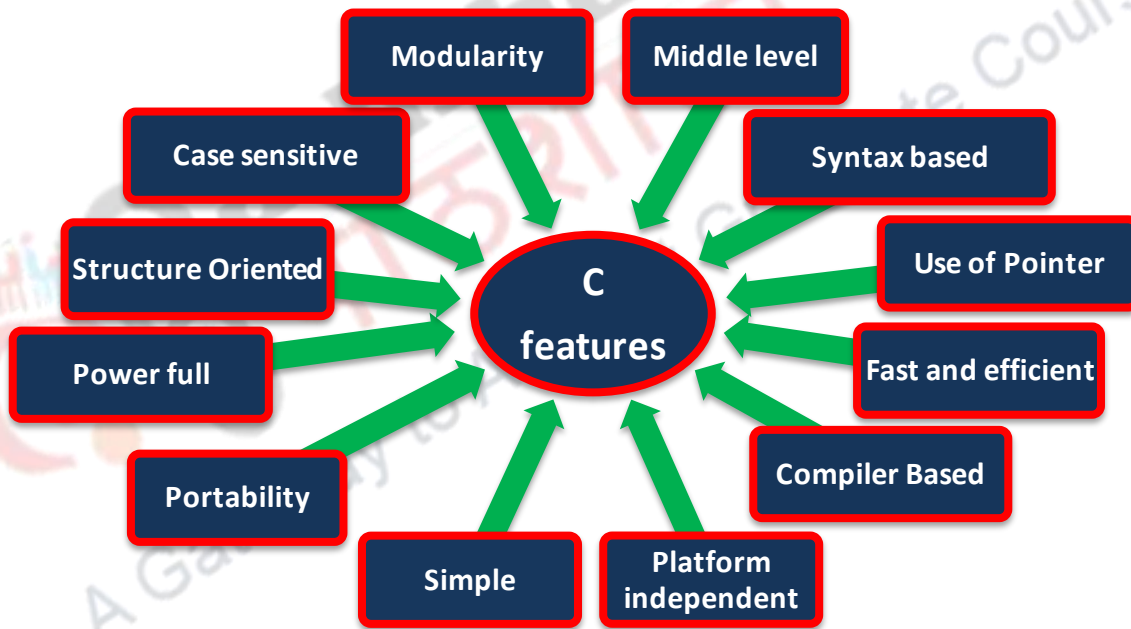 Modularity
Middle level
Case sensitive
Syntax based
Structure Oriented
Use of Pointer
C
features
Power full
Fast and efficient
Portability
Compiler Based
Simple
Platform
independent